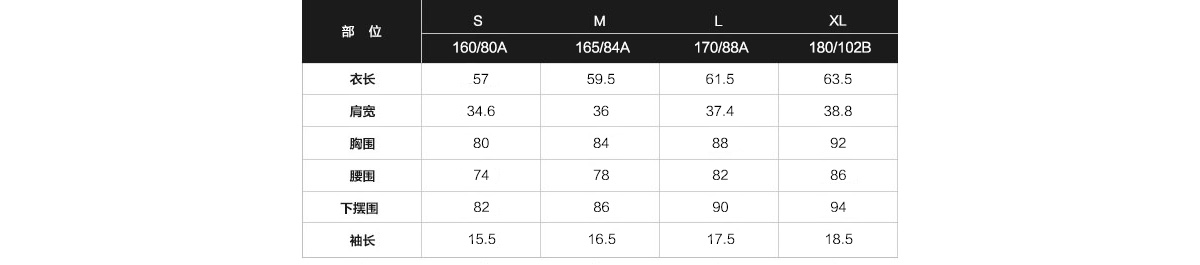 部 位 S M L XL
160/80A 165/84A 170/88A 180/102B
衣长 57 59.5 61.5 63.5
肩宽 34.6 36 37.4 38.8
胸围 80 84 88 92
腰围 74 78 82 86
下摆围 82 86 90 94
袖长 15.5 16.5 17.5 18.5